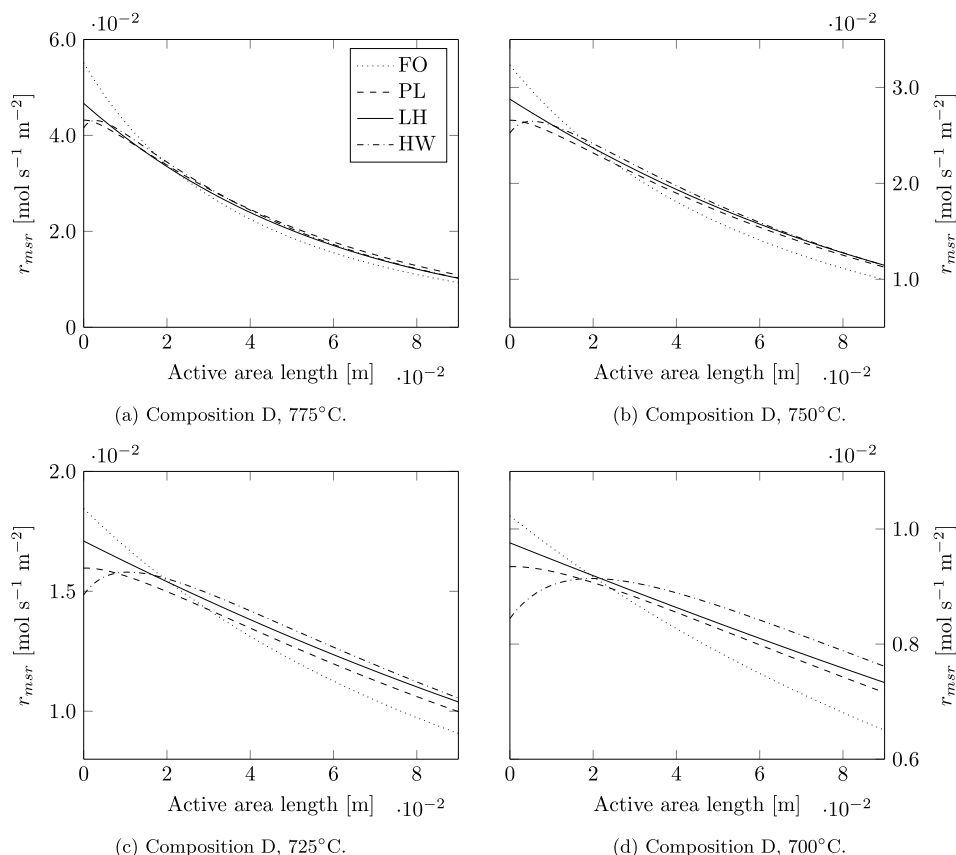 ·10⁻²
6.0
4.0
2.0
0
0 2 4 6 8
r_msr [mol s⁻¹ m⁻²]
Active area length [m] ·10⁻²
FO
PL
LH
HW
(a) Composition D, 775°C.
·10⁻²
3.0
2.0
1.0
0 2 4 6 8
r_msr [mol s⁻¹ m⁻²]
Active area length [m] ·10⁻²
(b) Composition D, 750°C.
·10⁻²
2.0
1.5
1.0
0 2 4 6 8
r_msr [mol s⁻¹ m⁻²]
Active area length [m] ·10⁻²
(c) Composition D, 725°C.
·10⁻²
1.0
0.8
0.6
0 2 4 6 8
r_msr [mol s⁻¹ m⁻²]
Active area length [m] ·10⁻²
(d) Composition D, 700°C.